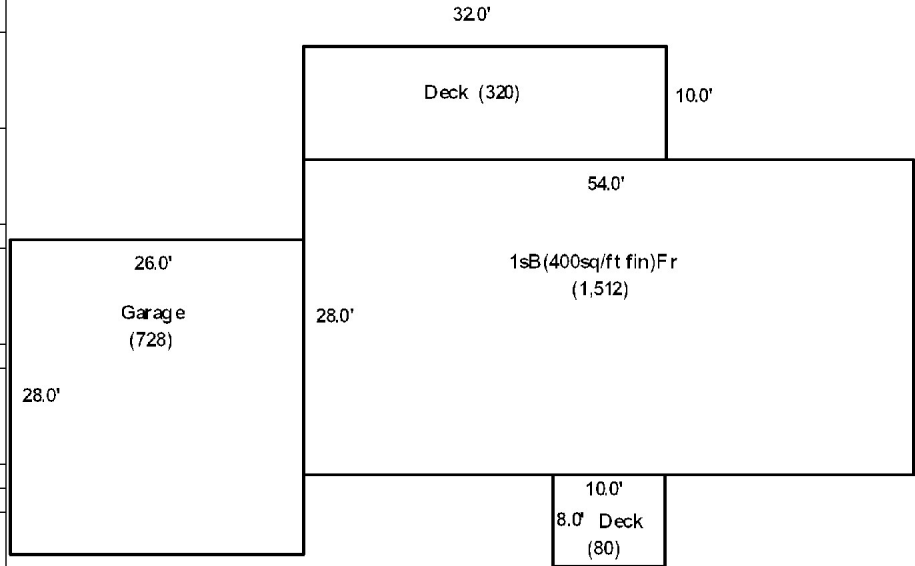 32.0'
Deck (320)
10.0'
54.0'
26.0'
1sB(400sq/ft fin)Fr
(1,512)
Garage
(728)
28.0'
28.0'
10.0'
8.0' Deck
(80)